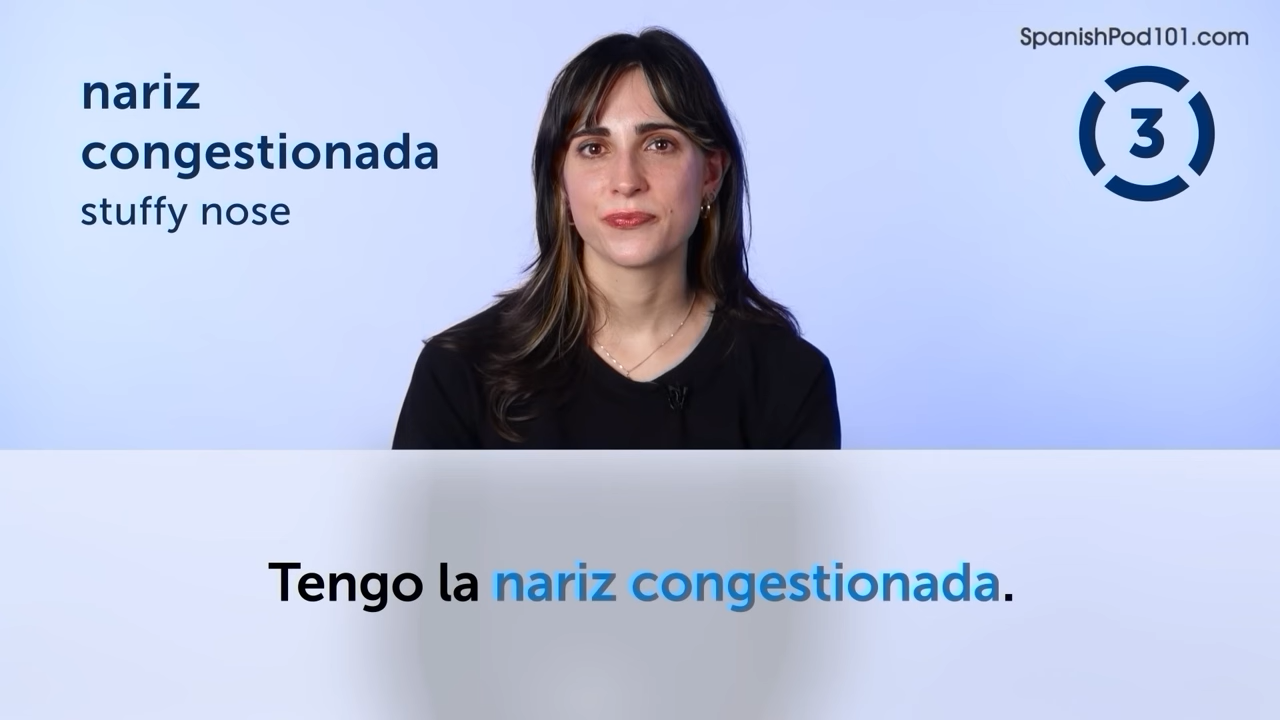 SpanishPod101.com
nariz
congestionada
stuffy nose
3
Tengo la nariz congestionada.